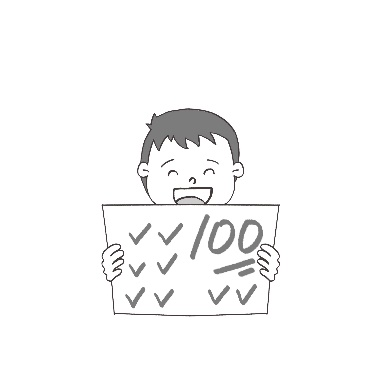 ✓ ✓ 100
✓ ✓
✓ ✓ ✓ ✓